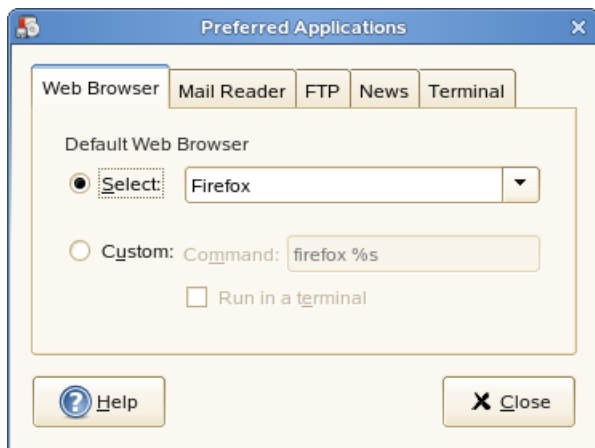 Preferred Applications
Web Browser Mail Reader FTP News Terminal
Default Web Browser
Select: Firefox
Custom: Command: firefox %s
Run in a terminal
Help Close